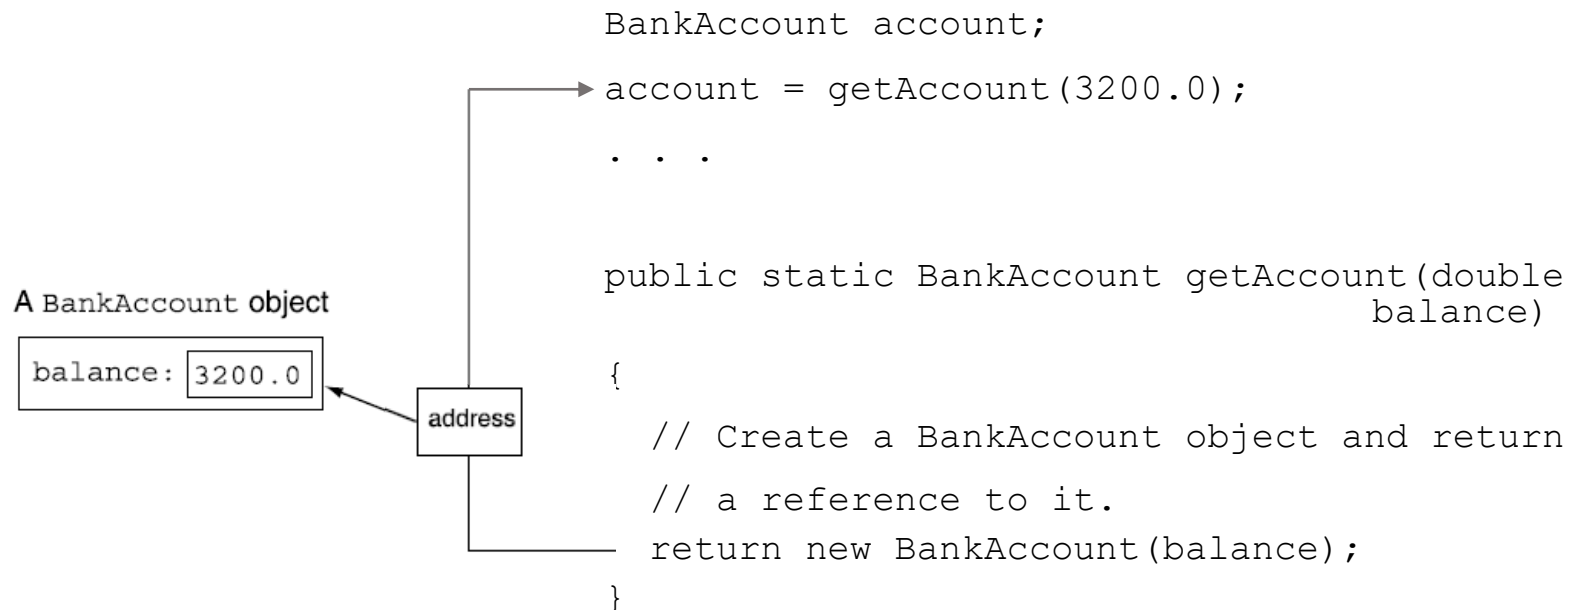 BankAccount account;
account = getAccount(3200.0);
. . .
public static BankAccount getAccount(double
balance)
A BankAccount object
balance: 3200.0
{
address
// Create a BankAccount object and return
// a reference to it.
return new BankAccount(balance);
}